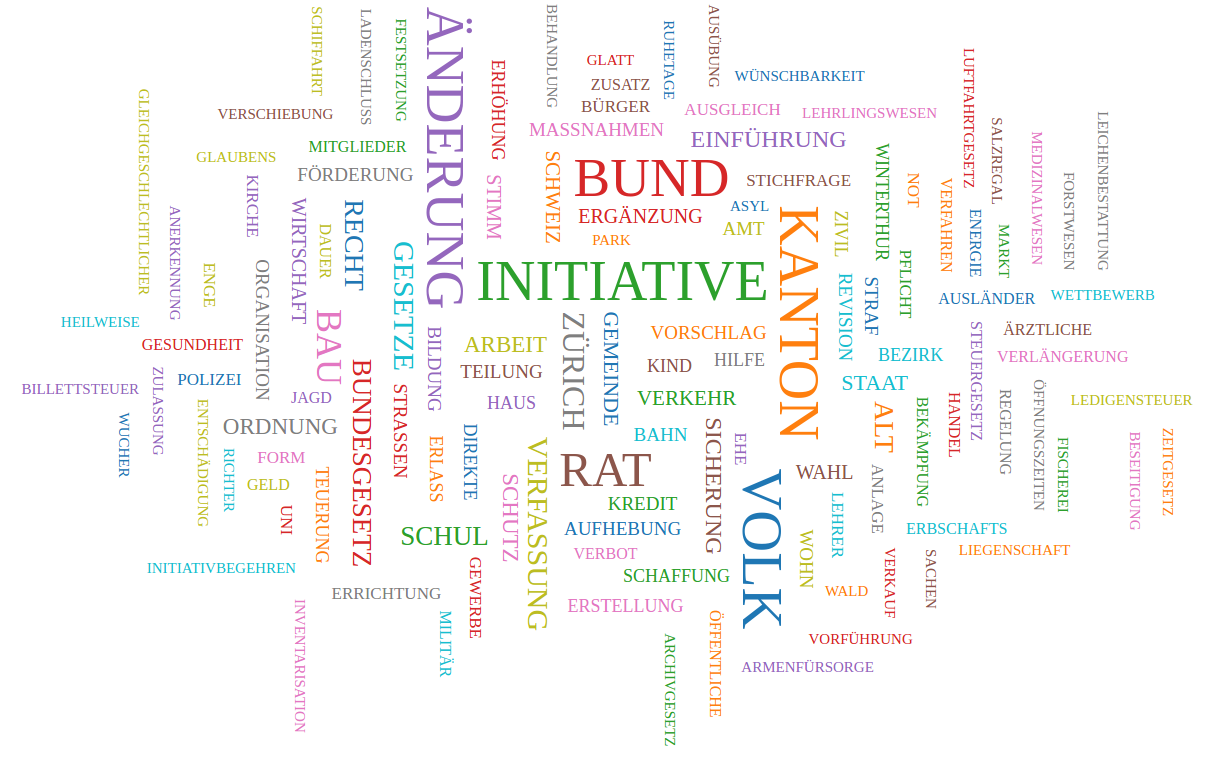 SCHIFFAHRT
LADENSCHLUSS
FESTSETZUNG
ÄNDERUNG
BEHANDLUNG
AUSÜBUNG
RUHETAGE
GLATT
ERHÖHUNG
WÜNSCHBARKEIT
LUFTFAHRTGESETZ
ZUSATZ
BÜRGER
AUSGLEICH
LEHRLINGSWESEN
VERSCHIEBUNG
GLEICHGESCHLECHTLICHER
MASSNAHMEN
EINFÜHRUNG
SALZREGAL
LEICHENBESTATTUNG
MEDIZINALWESEN
MITGLIEDER
GLAUBENS
FÖRDERUNG
SCHWEIZ
BUND
STICHFRAGE
WINTERTHUR
NOT
VERFAHREN
FORSTWESEN
KIRCHE
STIMM
ANERKENNUNG
WIRTSCHAFT
RECHT
ERGÄNZUNG
ASYL
AMT
KANTON
ZIVIL
ENERGIE
MARKT
DAUER
PARK
GESETZE
INITIATIVE
PFLICHT
ENGE
ORGANISATION
REVISION
STRAF
AUSLÄNDER
WETTBEWERB
HEILWEISE
BAU
BILDUNG
ZÜRICH
GEMEINDE
VORSCHLAG
STEUERGESETZ
ÄRZTLICHE
GESUNDHEIT
ARBEIT
BEZIRK
VERLÄNGERUNG
BILLETTSTEUER
ZULASSUNG
POLIZEI
BUNDESGESETZ
TEILUNG
KIND
HILFE
STAAT
JAGD
STRASSEN
HAUS
VERKEHR
ALT
BEKÄMPFUNG
HANDEL
REGELUNG
ÖFFNUNGSZEITEN
LEDIGENSTEUER
WUCHER
ENTSCHÄDIGUNG
ORDNUNG
ERLASS
DIREKTE
BAHN
SICHERUNG
EHE
FISCHEREI
BESEITIGUNG
ZEITGESETZ
RICHTER
FORM
TEUERUNG
VERFASSUNG
RAT
VOLK
WAHL
ANLAGE
GELD
SCHUTZ
KREDIT
LEHRER
UNI
SCHUL
AUFHEBUNG
WOHN
ERBSCHAFTS
VERBOT
VERKAUF
SACHEN
LIEGENSCHAFT
INITIATIVBEGEHREN
GEWERBE
SCHAFFUNG
ERRICHTUNG
WALD
INVENTARISATION
MILITÄR
ERSTELLUNG
ÖFFENTLICHE
ARCHIVGESETZ
VORFÜHRUNG
ARMENFÜRSORGE